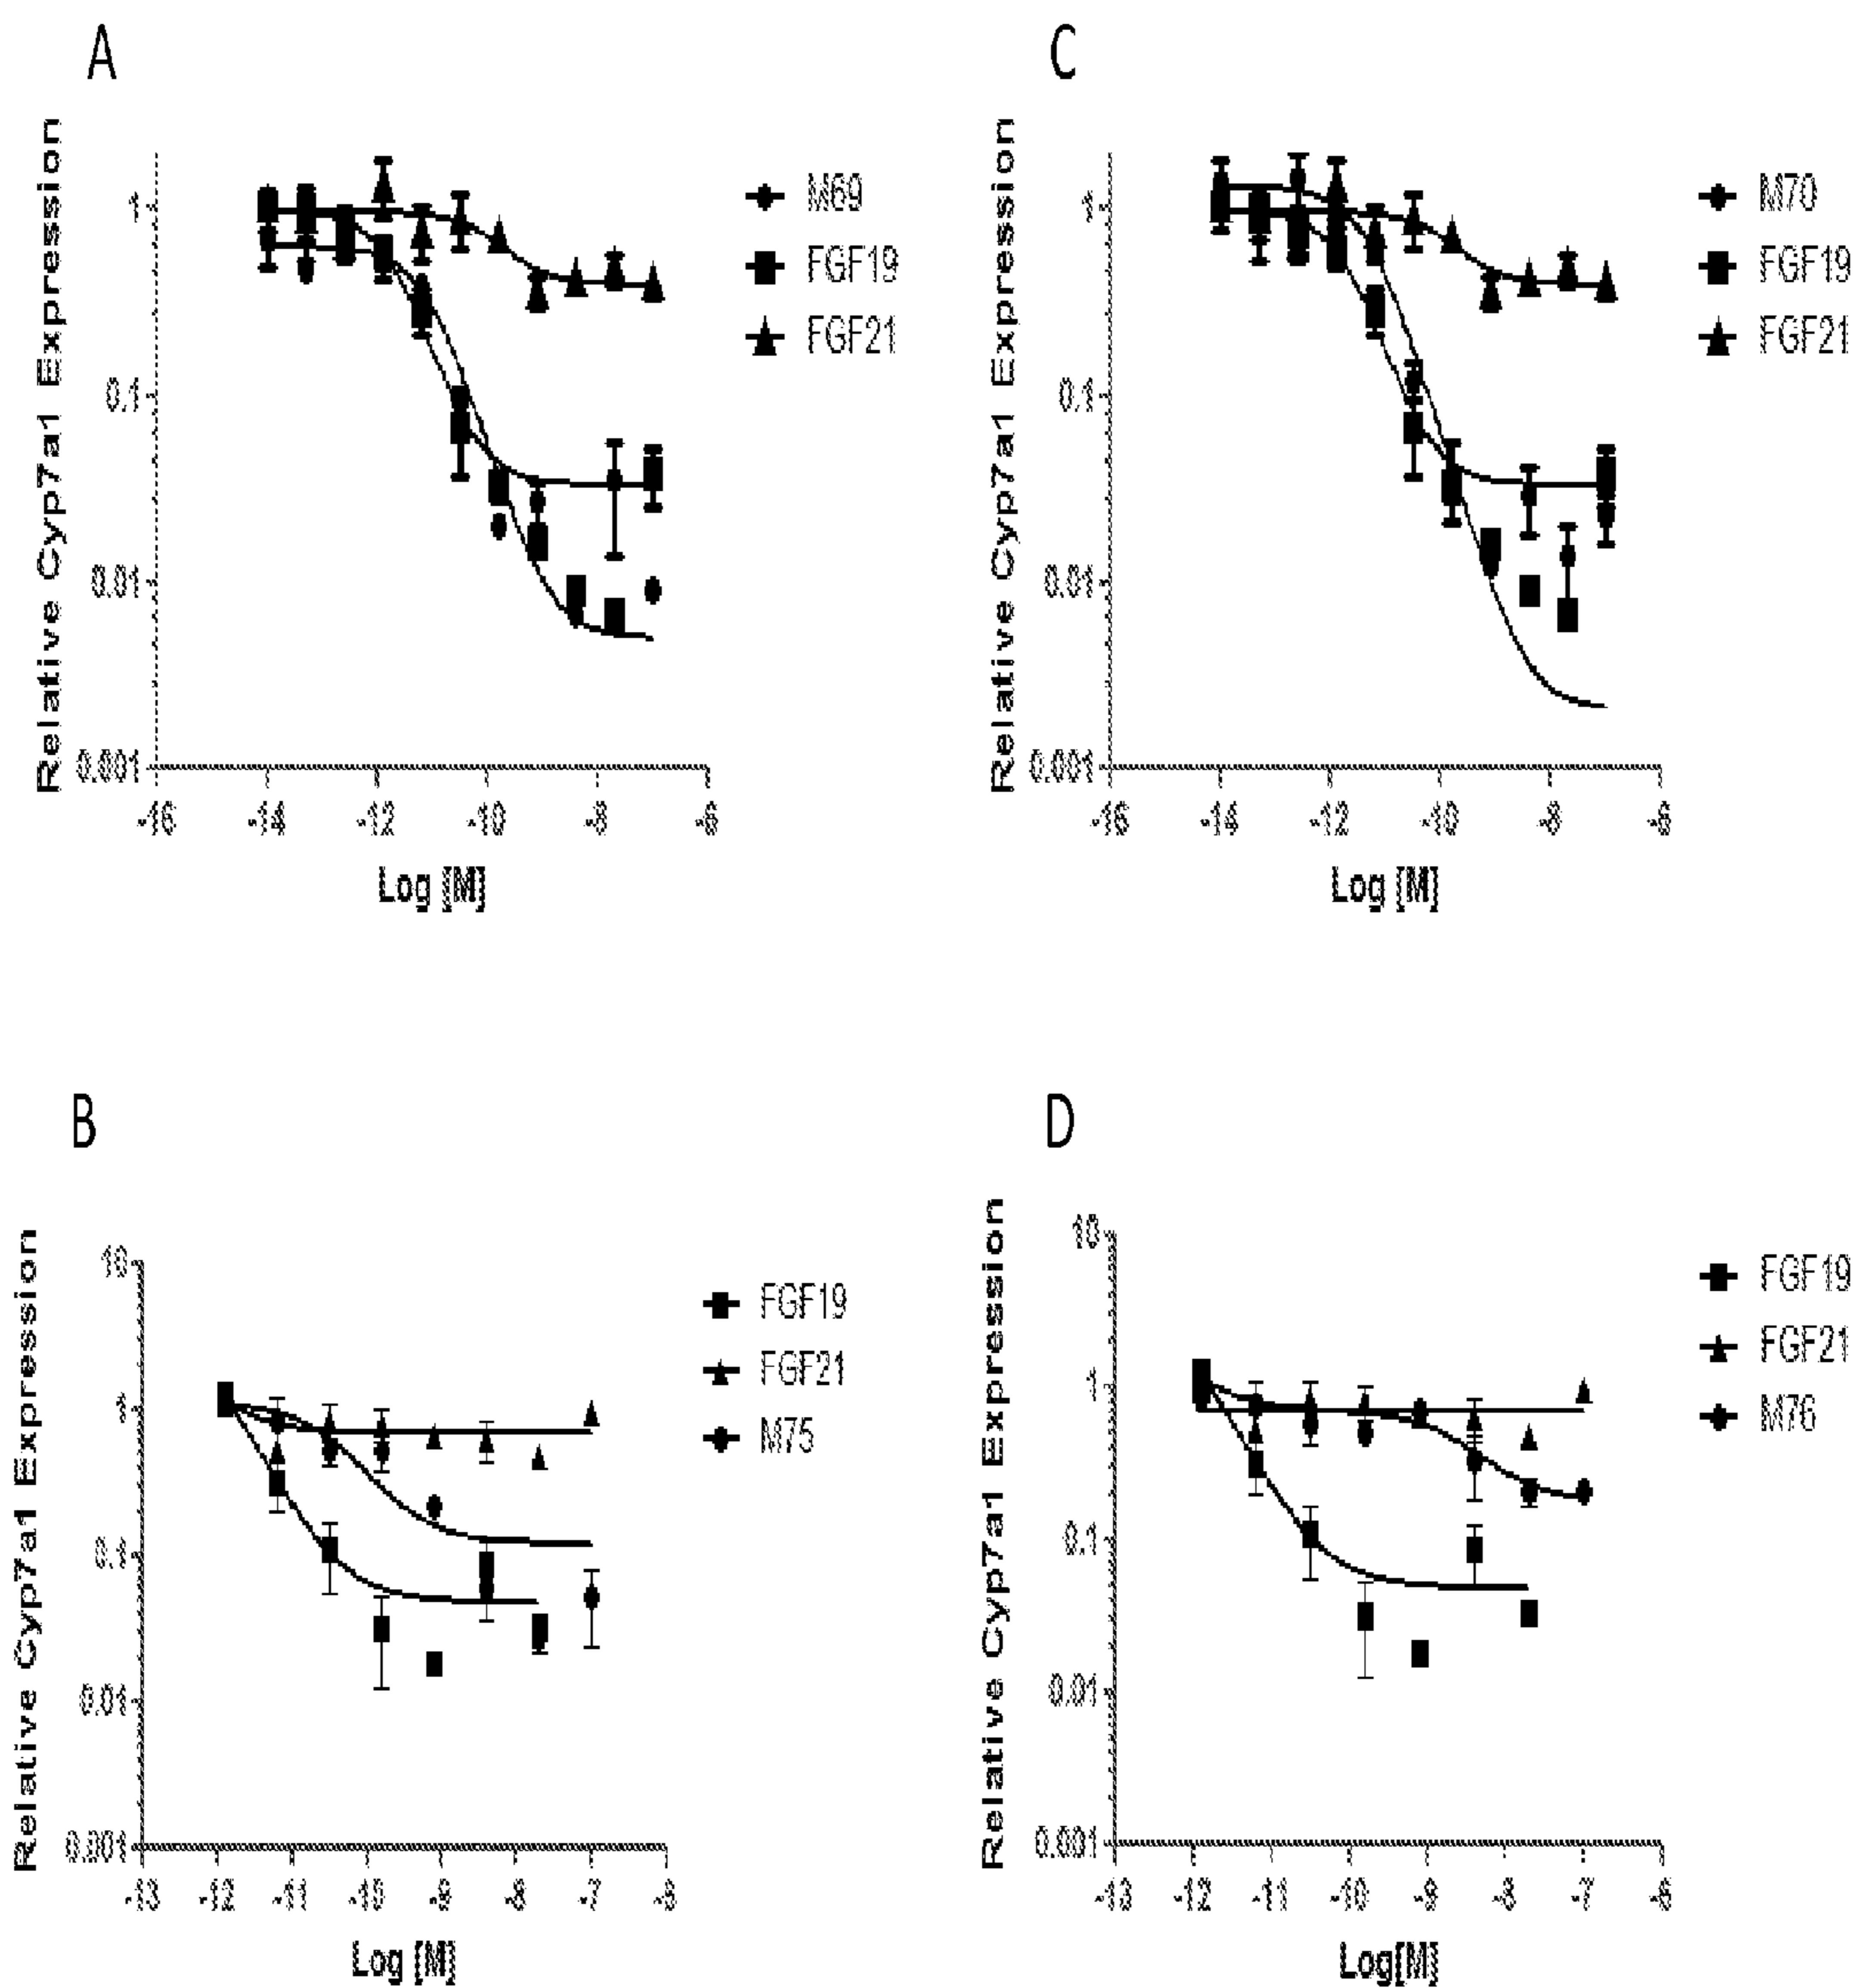 A
Relative Cyp7a1 Expression
1
0.1
0.01
0.001
-16
-14
-12
-10
-8
-6
Log [M]
M69
FGF19
FGF21
C
Relative Cyp7a1 Expression
1
0.1
0.01
0.001
-16
-14
-12
-10
-8
-6
Log [M]
M70
FGF19
FGF21
B
Relative Cyp7a1 Expression
10
1
0.1
0.01
0.001
-13
-12
-11
-10
-9
-8
-7
-6
Log [M]
FGF19
FGF21
M75
D
Relative Cyp7a1 Expression
10
1
0.1
0.01
0.001
-13
-12
-11
-10
-9
-8
-7
-6
Log[M]
FGF19
FGF21
M76